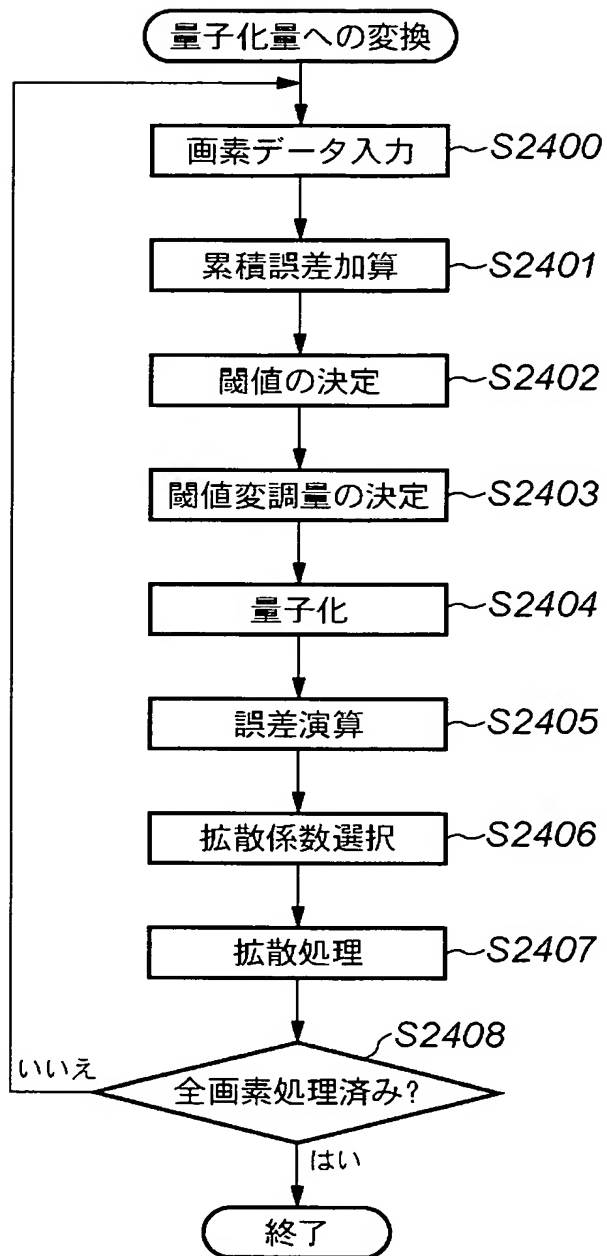 量子化量への変換
画素データ入力 S2400
累積誤差加算 S2401
閾値の決定 S2402
閾値変調量の決定 S2403
量子化 S2404
誤差演算 S2405
拡散係数選択 S2406
拡散処理 S2407
S2408
いいえ
全画素処理済み?
はい
終了